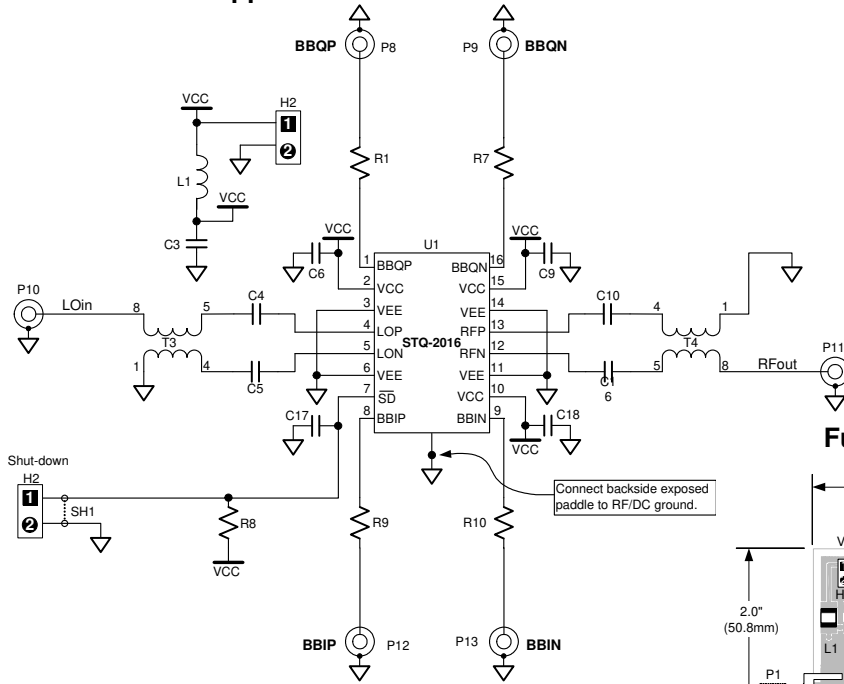 BBQP
P8
P9
BBQN
VCC
H2
1
2
L1
VCC
C3
R1
R7
U1
VCC
C6
VCC
C9
1
BBQP
BBQN
16
2
VCC
VCC
15
3
VEE
VEE
14
4
LOP
RFP
13
STQ-2016
5
LON
RFN
12
6
VEE
VEE
11
7
SD
VCC
10
8
BBIP
BBIN
9
P10
LOin
8
5
C4
T3
1
4
C5
C10
4
1
T4
C1
6
5
8
RFout
P11
C17
C18
VCC
Connect backside exposed
paddle to RF/DC ground.
Shut-down
H2
1
2
SH1
R8
VCC
R9
R10
BBIP
P12
P13
BBIN
2.0"
(50.8mm)
L1
P1